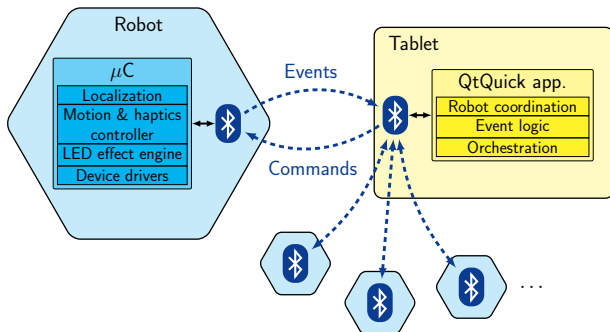 Robot
μC
Localization
Motion & haptics
controller
LED effect engine
Device drivers
Events
Commands
Tablet
QtQuick app.
Robot coordination
Event logic
Orchestration
...